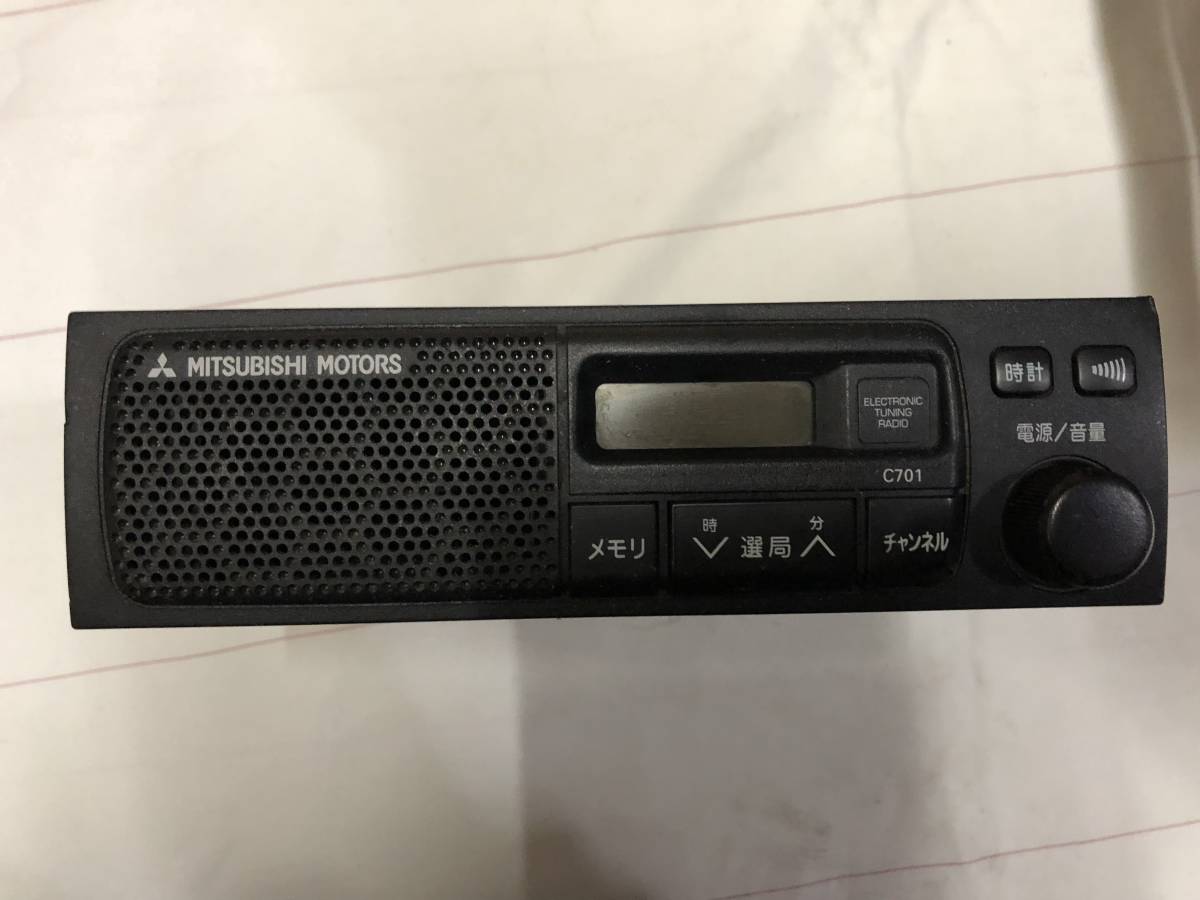 MITSUBISHI MOTORS
ELECTRONIC
TUNING
RADIO
C701
時計
電源/音量
メモリ
時
分
選局
チャンネル